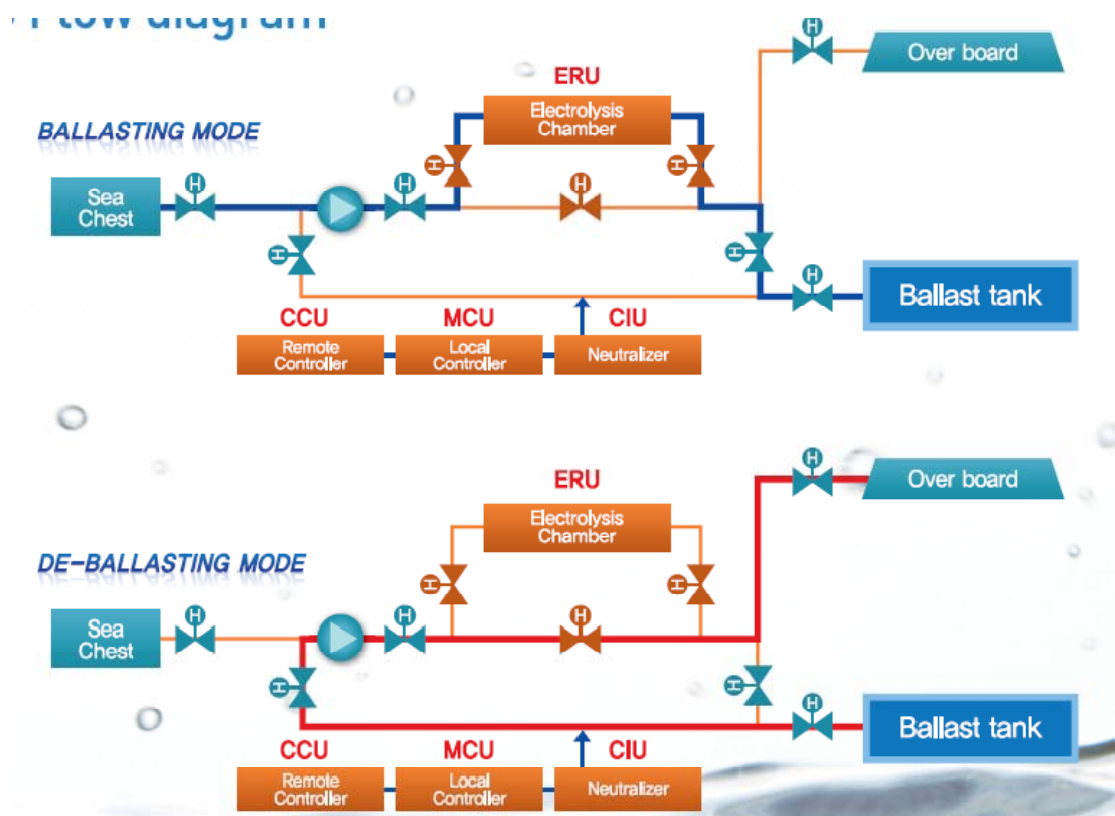 Flow diagram
ERU
Over board
Electrolysis
Chamber
BALLASTING MODE
H
H
H
H
H
H
Sea
Chest
H
H
H
Ballast tank
CCU
MCU
CIU
Remote
Controller
Local
Controller
Neutralizer
ERU
H
Over board
Electrolysis
Chamber
DE-BALLASTING MODE
H
H
H
H
H
Sea
Chest
H
H
H
Ballast tank
CCU
MCU
CIU
Remote
Controller
Local
Controller
Neutralizer